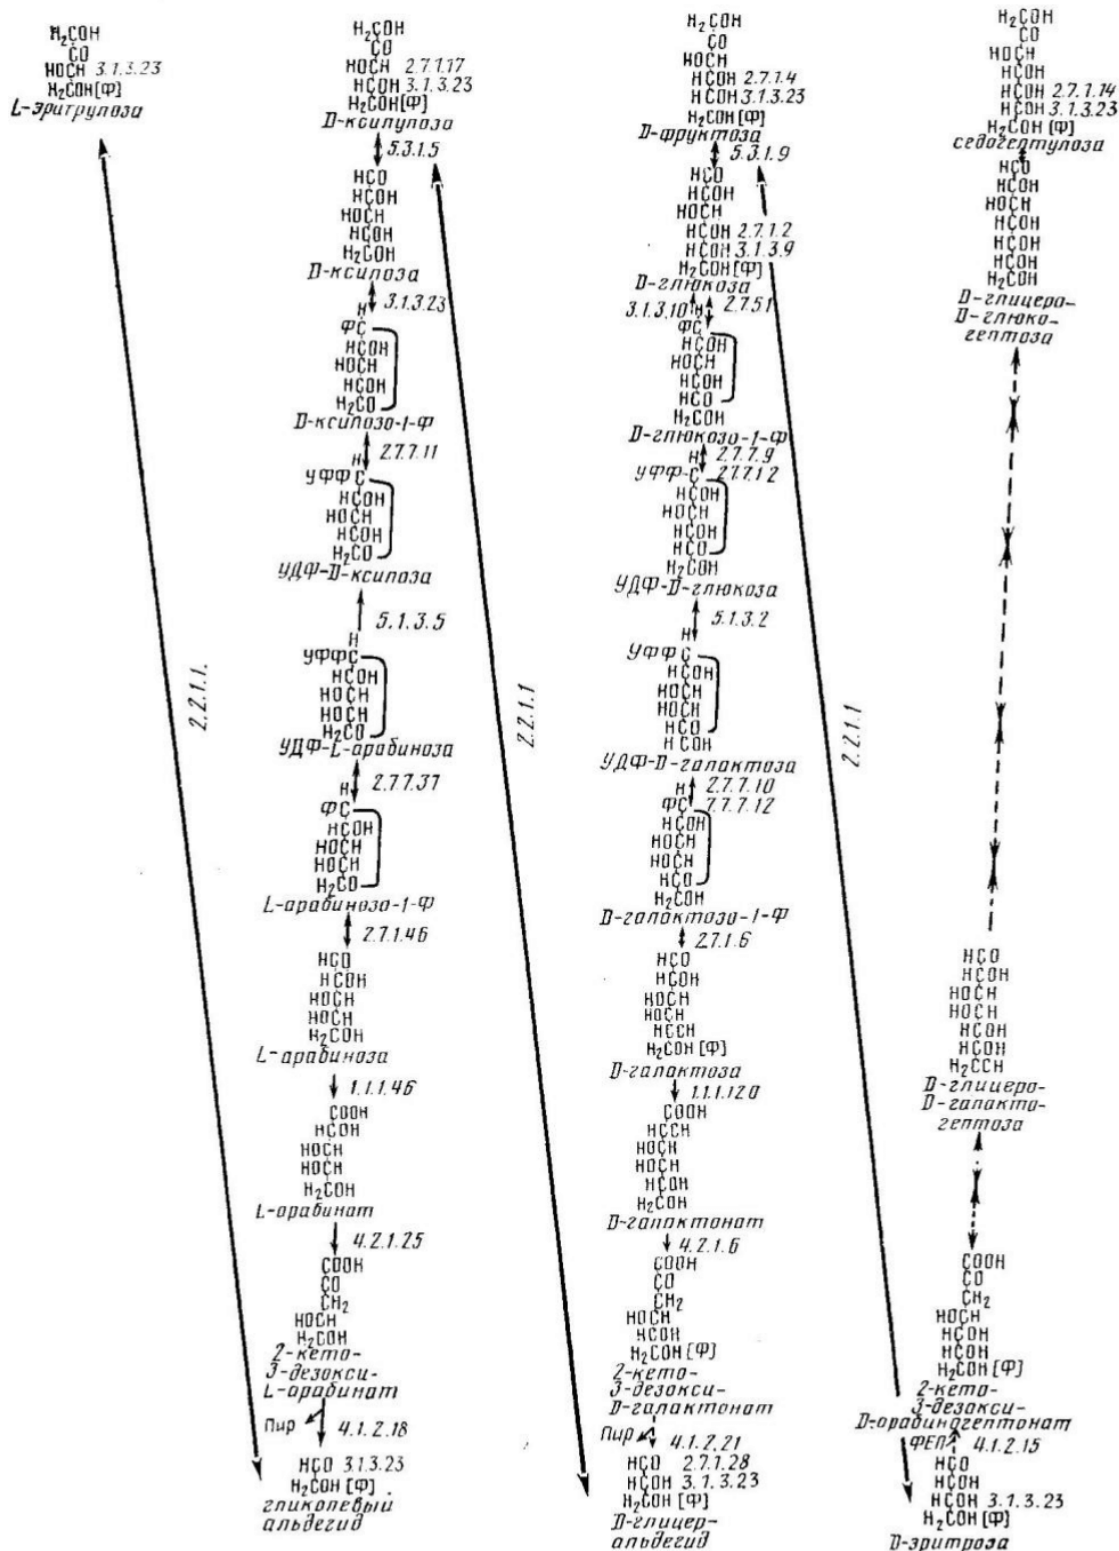 H₂COH
CO
HOCH 3.1.3.23
H₂COH[Ф]
L-эритрулоза
2.2.1.1.
H₂COH
CO
HOCH 2.7.1.17
HCOH 3.1.3.23
H₂COH[Ф]
D-ксилулоза
5.3.1.5
HCO
HCOH
HOCH
HCOH
H₂COH
D-ксилоза
3.1.3.23
H
ФC
HCOH
HOCH
HCOH
H₂CO
D-ксилозо-1-Ф
2.7.7.11
H
УФФC
HCOH
HOCH
HCOH
H₂CO
УДФ-D-ксилоза
5.1.3.5
H
УФФC
HCOH
HOCH
HOCH
H₂CO
УДФ-L-арабиноза
2.7.7.37
H
ФC
HCOH
HOCH
HOCH
H₂CO
L-арабинозо-1-Ф
2.7.1.46
HCO
HCOH
HOCH
HOCH
H₂COH
L-арабиноза
1.1.1.46
COOH
HCOH
HOCH
HOCH
H₂COH
L-арабинат
4.2.1.25
COOH
CO
CH₂
HOCH
H₂COH
2-кето-
3-дезокси-
L-арабинат
Пир 4.1.2.18
HCO 3.1.3.23
H₂COH[Ф]
гликолевый
альдегид
2.2.1.1
H₂COH
CO
HOCH
HCOH 2.7.1.4
HCOH 3.1.3.23
H₂COH[Ф]
D-фруктоза
5.3.1.9
HCO
HCOH
HOCH
HCOH 2.7.1.2
HCOH 3.1.3.9
H₂COH[Ф]
D-глюкоза
3.1.3.10 2.7.5.1
H
ФC
HCOH
HOCH
HCOH
HCO
H₂COH
D-глюкозо-1-Ф
H 2.7.7.9
УФФ-C 2.7.7.12
HCOH
HOCH
HCOH
HCO
H₂COH
УДФ-D-глюкоза
5.1.3.2
H
УФФC
HCOH
HOCH
HOCH
HCO
HCOH
УДФ-D-галактоза
H 2.7.7.10
ФC 7.7.7.12
HCOH
HOCH
HOCH
HCO
H₂COH
D-галактозо-1-Ф
2.7.1.6
HCO
HCOH
HOCH
HOCH
HCCH
H₂COH[Ф]
D-галактоза
1.1.1.120
COOH
HCCH
HOCH
HOCH
HCOH
H₂COH
D-галактонат
4.2.1.6
COOH
CO
CH₂
HOCH
HCOH
H₂COH[Ф]
2-кето-
3-дезокси-
D-галактонат
Пир 4.1.2.21
HCO 2.7.1.28
HCOH 3.1.3.23
H₂COH[Ф]
D-глицер-
альдегид
2.2.1.1
H₂COH
CO
HOCH
HCOH
HCOH 2.7.1.14
HCOH 3.1.3.23
H₂COH[Ф]
седогептулоза
HCO
HCOH
HOCH
HCOH
HCOH
HCOH
H₂COH
D-глицеро-
D-глюко-
гептоза
HCO
HCOH
HOCH
HOCH
HCOH
HCOH
H₂CCH
D-глицеро-
D-галакто-
гептоза
COOH
CO
CH₂
HOCH
HCOH
HCOH
H₂COH[Ф]
2-кето-
3-дезокси-
D-арабиногептонат
ФЕП 4.1.2.15
HCO
HCOH
HCOH 3.1.3.23
H₂COH[Ф]
D-эритроза